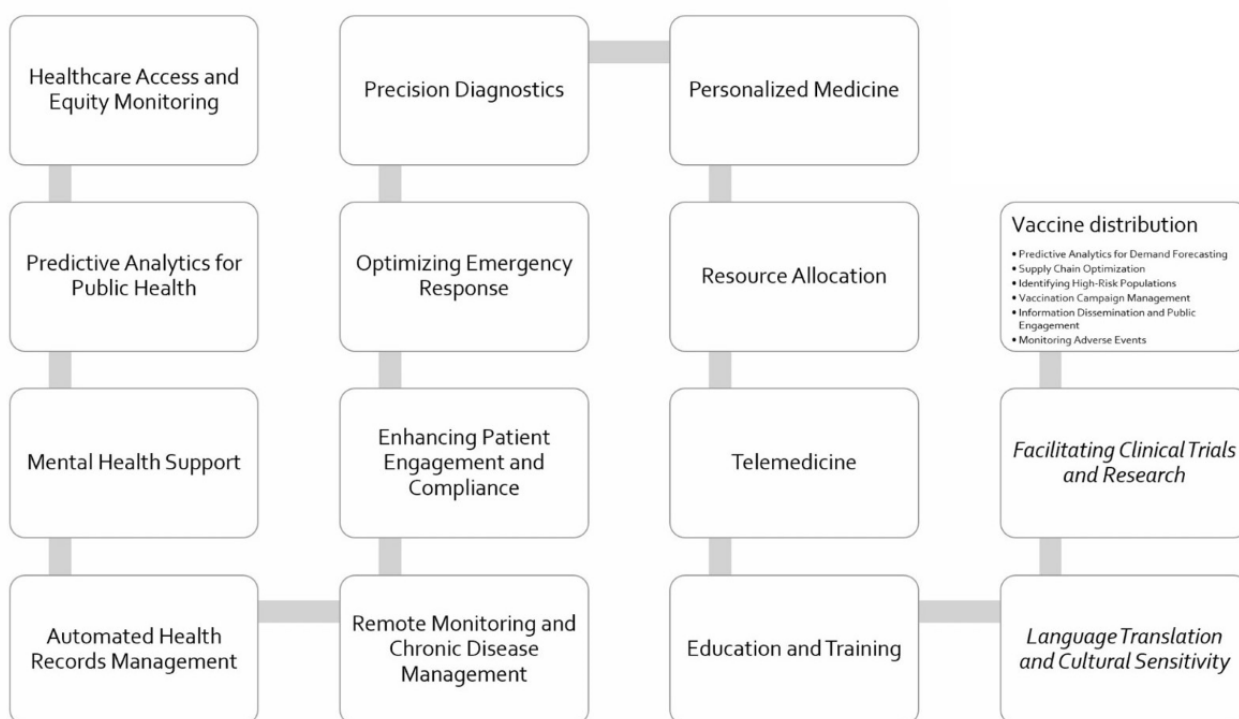 Healthcare Access and
Equity Monitoring
Predictive Analytics for
Public Health
Mental Health Support
Automated Health
Records Management
Remote Monitoring and
Chronic Disease
Management
Enhancing Patient
Engagement and
Compliance
Optimizing Emergency
Response
Precision Diagnostics
Personalized Medicine
Resource Allocation
Telemedicine
Education and Training
Language Translation
and Cultural Sensitivity
Facilitating Clinical Trials
and Research
Vaccine distribution
• Predictive Analytics for Demand Forecasting
• Supply Chain Optimization
• Identifying High-Risk Populations
• Vaccination Campaign Management
• Information Dissemination and Public
Engagement
• Monitoring Adverse Events